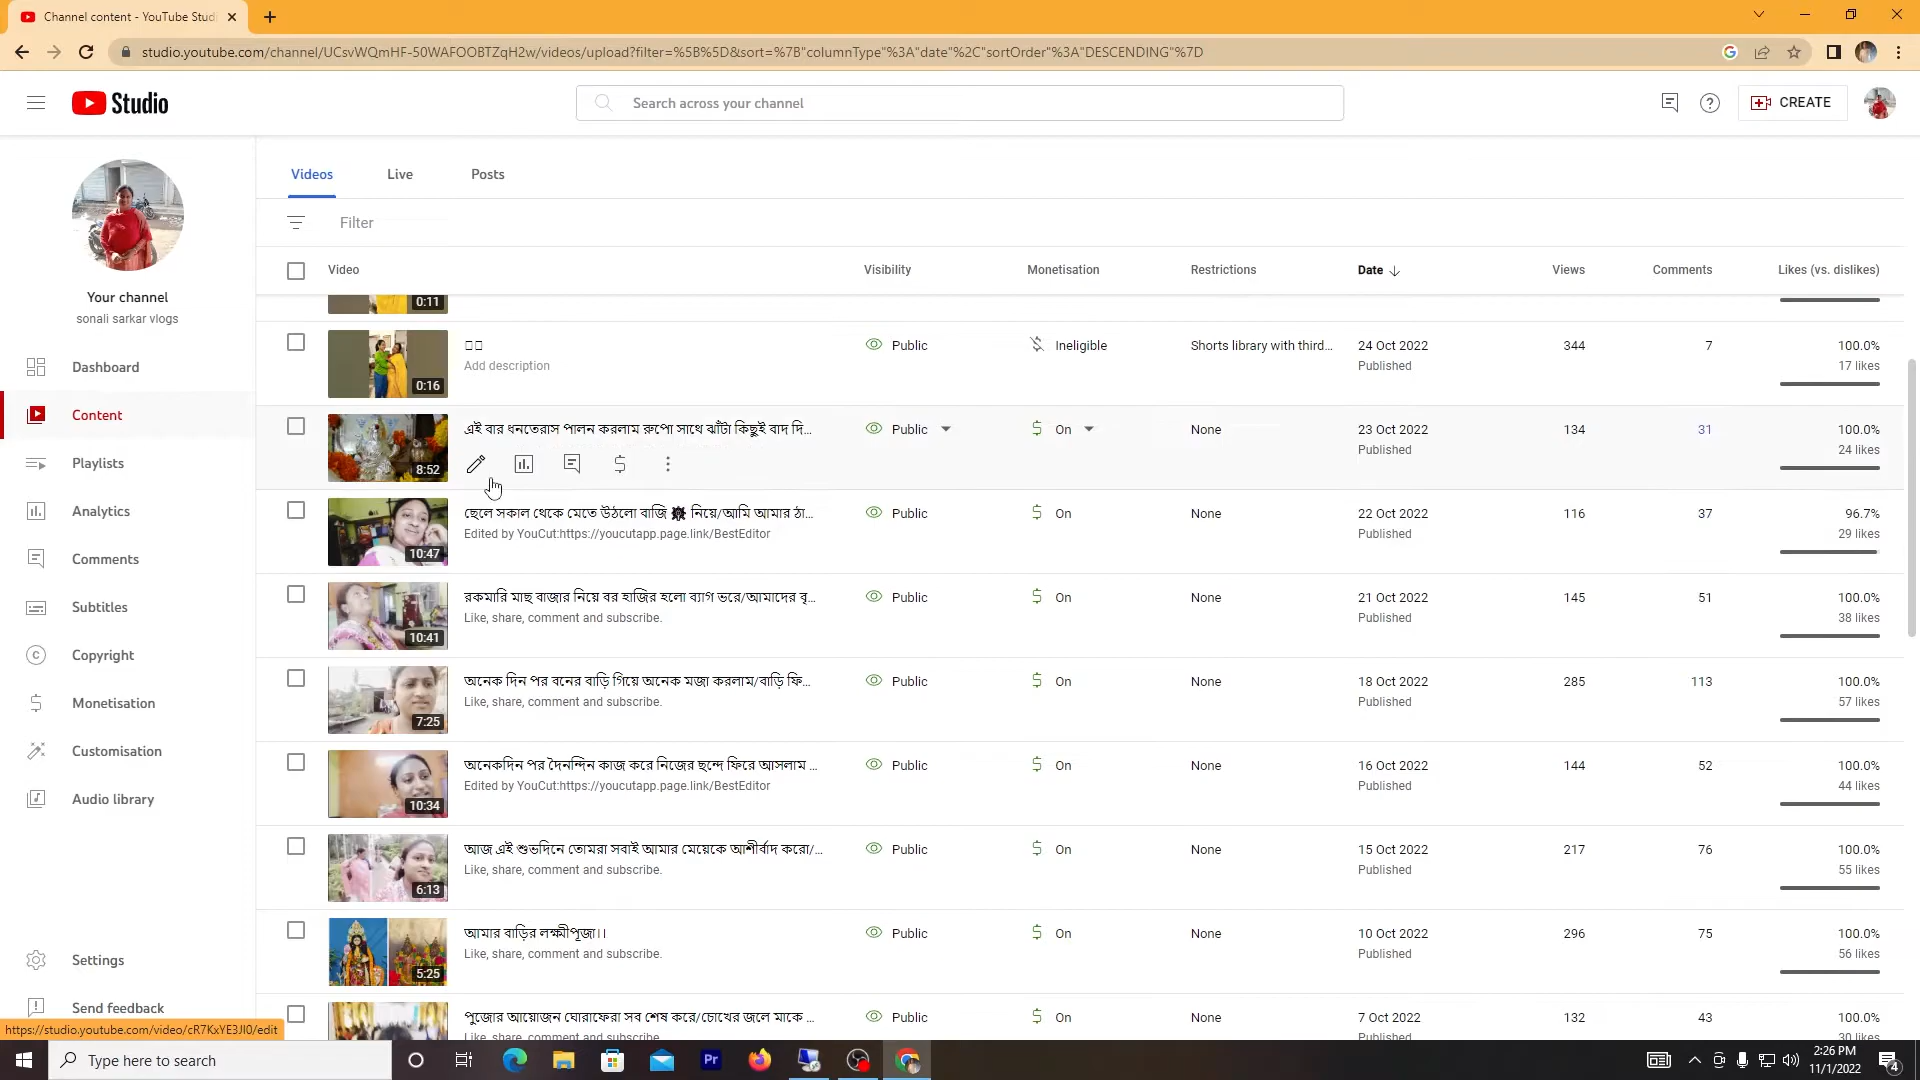 Channel content - YouTube Studi
studio.youtube.com/channel/UCsvWQmHF-50WAFOOBTZqH2w/videos/upload?filter=%5B%5D&sort=%7B"columnType"%3A"date"%2C"sortOrder"%3A"DESCENDING"%7D
Studio
Search across your channel
CREATE
Your channel
sonali sarkar vlogs
Dashboard
Content
Playlists
Analytics
Comments
Subtitles
Copyright
Monetisation
Customisation
Audio library
Settings
Send feedback
Videos Live Posts
Filter
Video Visibility Monetisation Restrictions Date Views Comments Likes (vs. dislikes)
0:11
Public Ineligible Shorts library with third... 24 Oct 2022 344 7 100.0%
Add description Published 17 likes
0:16
এই বার ধনতেরাস পালন করলাম রুপো সাথে ঝাঁটা কিছুই বাদ দি... Public On None 23 Oct 2022 134 31 100.0%
Published 24 likes
8:52
ছেলে সকাল থেকে মেতে উঠলো বাজি নিয়ে/আমি আমার ঠা... Public On None 22 Oct 2022 116 37 96.7%
Edited by YouCut:https://youcutapp.page.link/BestEditor Published 29 likes
10:47
রকমারি মাছ বাজার নিয়ে বর হাজির হলো ব্যাগ ভরে/আমাদের বৃ... Public On None 21 Oct 2022 145 51 100.0%
Like, share, comment and subscribe. Published 38 likes
10:41
অনেক দিন পর বনের বাড়ি গিয়ে অনেক মজা করলাম/বাড়ি ফি... Public On None 18 Oct 2022 285 113 100.0%
Like, share, comment and subscribe. Published 57 likes
7:25
অনেকদিন পর দৈনন্দিন কাজ করে নিজের ছন্দে ফিরে আসলাম ... Public On None 16 Oct 2022 144 52 100.0%
Edited by YouCut:https://youcutapp.page.link/BestEditor Published 44 likes
10:34
আজ এই শুভদিনে তোমরা সবাই আমার মেয়েকে আশীর্বাদ করো/... Public On None 15 Oct 2022 217 76 100.0%
Like, share, comment and subscribe. Published 55 likes
6:13
আমার বাড়ির লক্ষ্মীপূজা।। Public On None 10 Oct 2022 296 75 100.0%
Like, share, comment and subscribe. Published 56 likes
5:25
পুজোর আয়োজন ঘোরাফেরা সব শেষ করে/চোখের জলে মাকে ... Public On None 7 Oct 2022 132 43 100.0%
Like, share, comment and subscribe. Published 30 likes
https://studio.youtube.com/video/cR7KxYE3JI0/edit
Type here to search
Pr
2:26 PM
11/1/2022
4